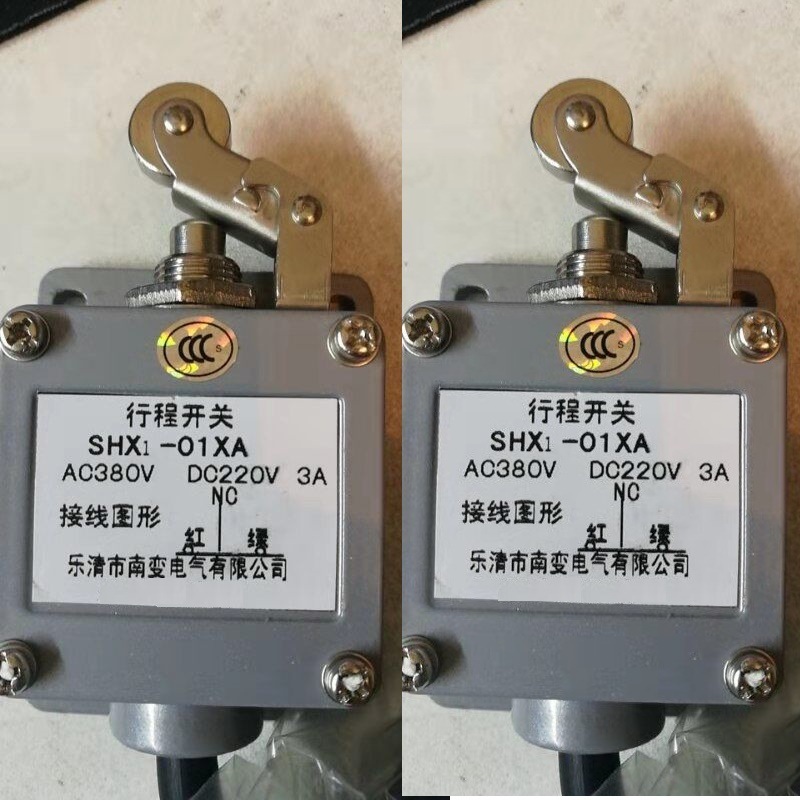 CCC S
行程开关
SHX1-01XA
AC380V DC220V 3A
NC
接线图形 红 绿
乐清市南变电气有限公司
CCC S
行程开关
SHX1-01XA
AC380V DC220V 3A
NC
接线图形 红 绿
乐清市南变电气有限公司